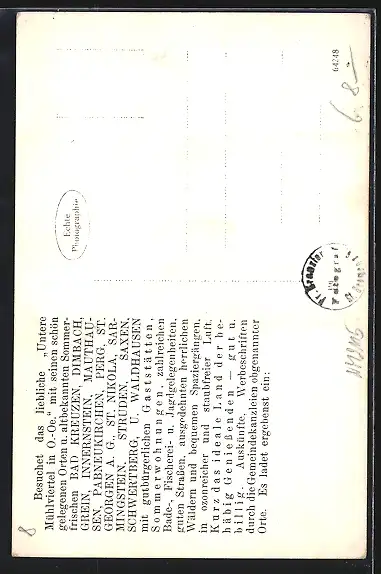 Besuchet das liebliche „Untere
Mühlviertel in O.-Oe." mit seinen schön
gelegenen Orten u. altbekannten Sommer-
frischen BAD KREUZEN, DIMBACH,
GREIN, INNERNSTEIN, MAUTHAU-
SEN, PABNEUKIRCHEN, PERG, ST.
GEORGEN A. G., ST. NIKOLA, SAR-
MINGSTEIN, STRUDEN, SAXEN,
SCHWERTBERG, U. WALDHAUSEN
mit gutbürgerlichen Gaststätten,
Sommerwohnungen, zahlreichen
Bade-, Fischerei- u. Jagdgelegenheiten,
guten Straßen, ausgedehnten herrlichen
Wäldern und bequemen Spaziergängen,
in ozonreicher und staubfreier Luft.
Kurz das ideale Land der be-
häbig Genießenden — gut u.
billig. Auskünfte, Werbeschriften
durch die Gemeindekanzleien obgenannter
Orte. Es ladet ergebenst ein:
Echte
Photographie
64248
6.8—
Photograf
8